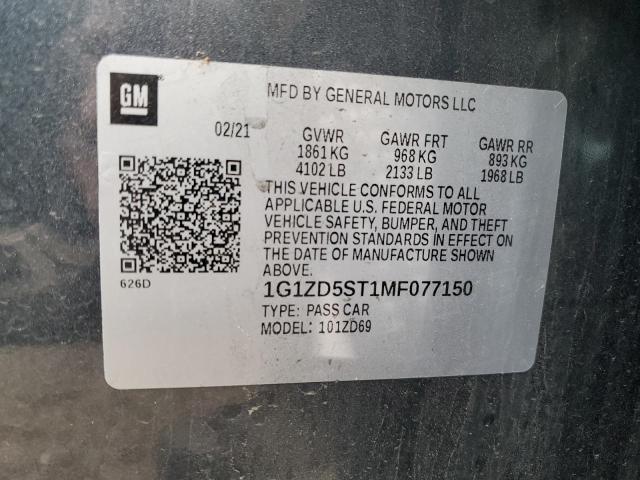 GM
MFD BY GENERAL MOTORS LLC
02/21 GVWR GAWR FRT GAWR RR
1861 KG 968 KG 893 KG
4102 LB 2133 LB 1968 LB
THIS VEHICLE CONFORMS TO ALL
APPLICABLE U.S. FEDERAL MOTOR
VEHICLE SAFETY, BUMPER, AND THEFT
PREVENTION STANDARDS IN EFFECT ON
THE DATE OF MANUFACTURE SHOWN
ABOVE.
626D
1G1ZD5ST1MF077150
TYPE: PASS CAR
MODEL: 101ZD69